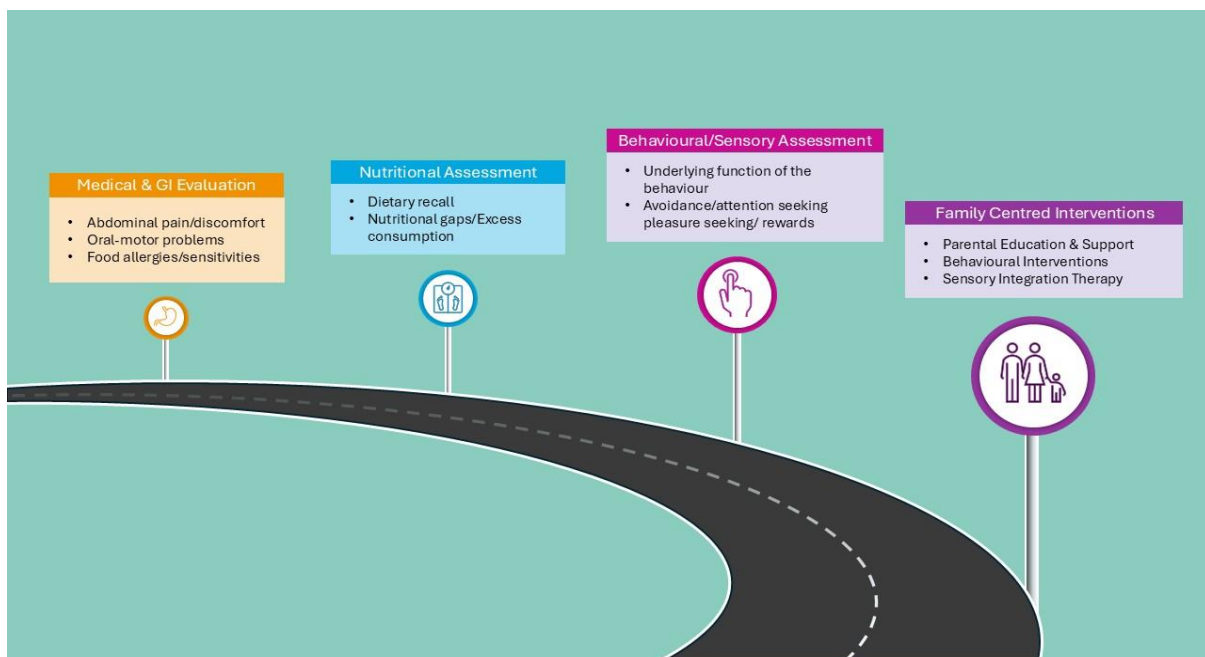 Medical & GI Evaluation
• Abdominal pain/discomfort
• Oral-motor problems
• Food allergies/sensitivities
Nutritional Assessment
• Dietary recall
• Nutritional gaps/Excess
consumption
Behavioural/Sensory Assessment
• Underlying function of the
behaviour
• Avoidance/attention seeking
pleasure seeking/ rewards
Family Centred Interventions
• Parental Education & Support
• Behavioural Interventions
• Sensory Integration Therapy